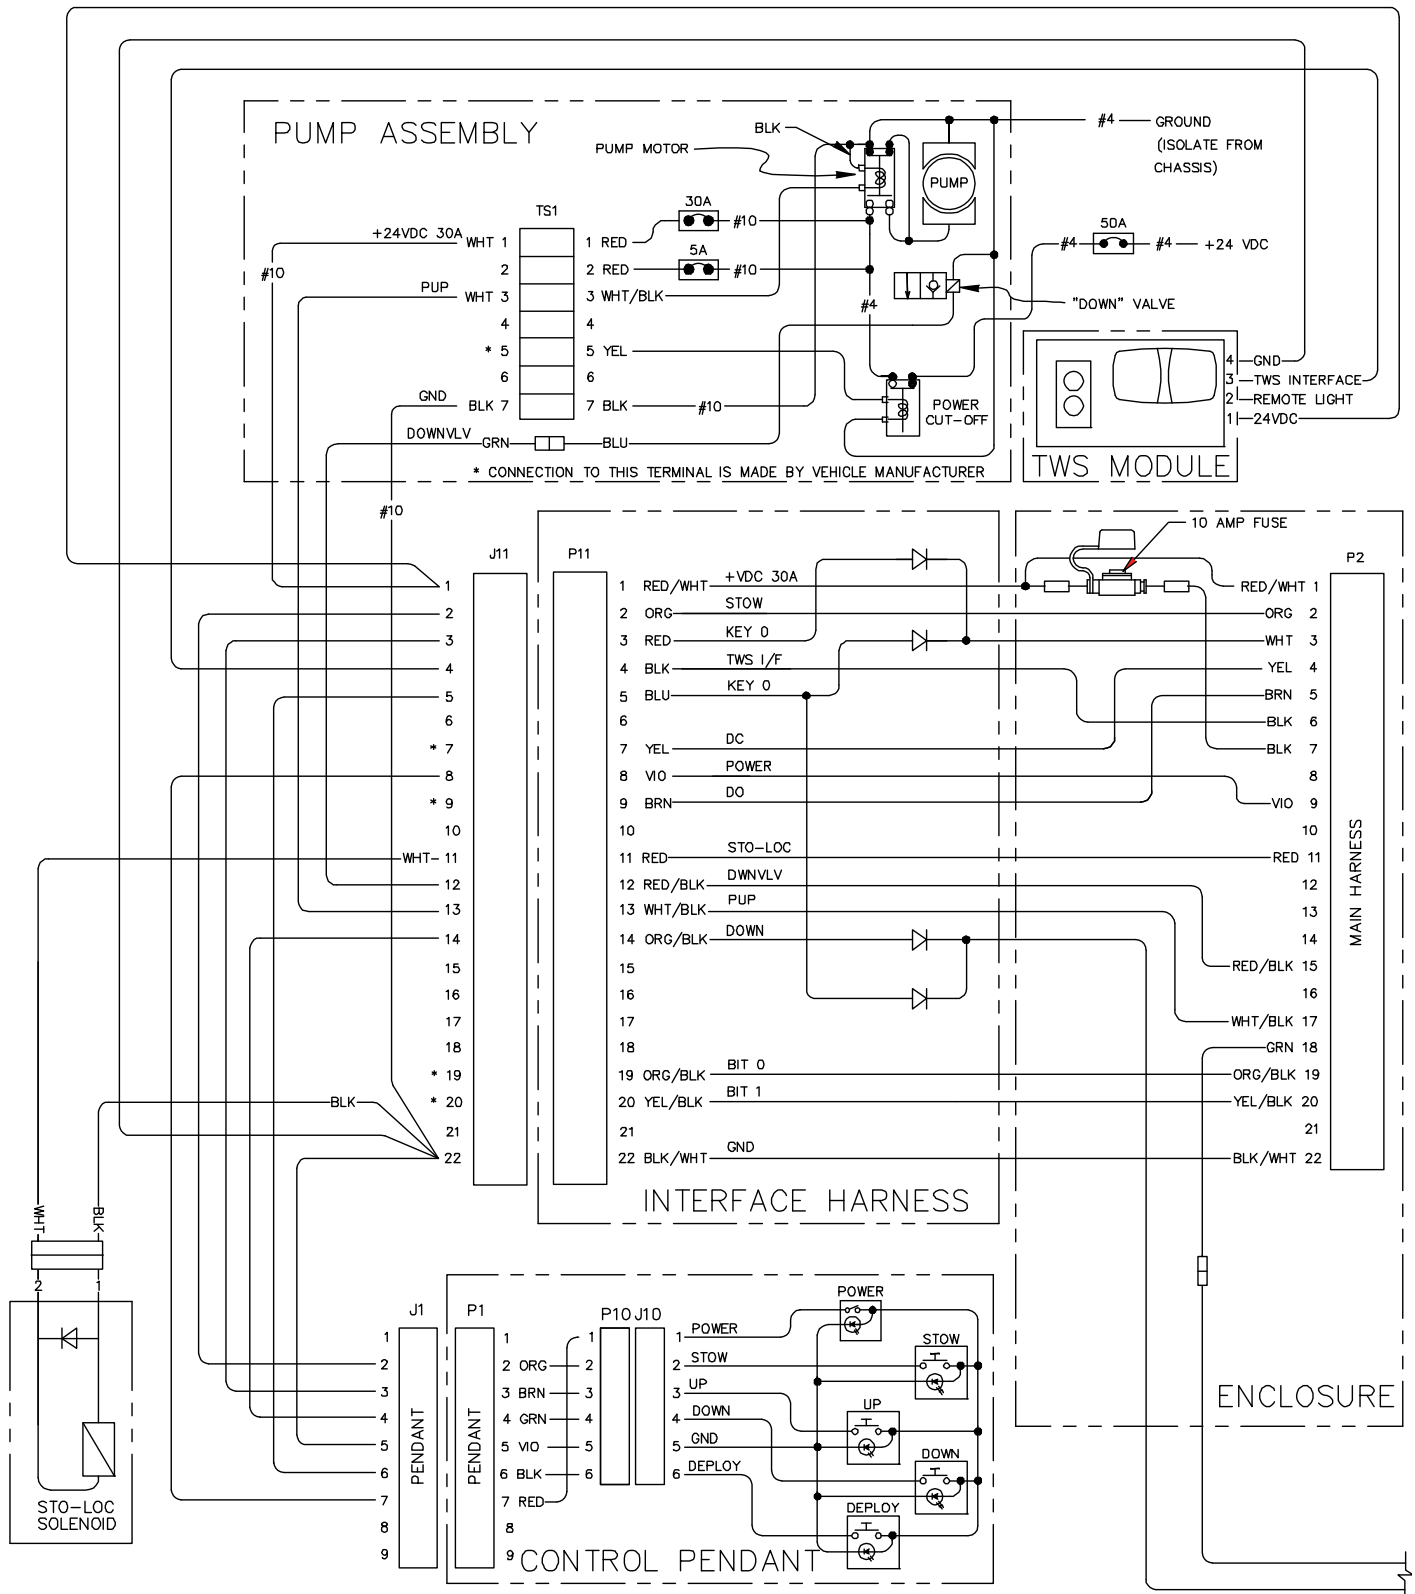 PUMP ASSEMBLY
BLK
PUMP MOTOR
PUMP
#4
GROUND
(ISOLATE FROM
CHASSIS)
TS1
30A
#10
50A
#4
#4
+24 VDC
+24VDC 30A
WHT 1
1 RED
5A
#10
#10
2
2 RED
PUP
WHT 3
3 WHT/BLK
#4
"DOWN" VALVE
4
4
* 5
5 YEL
6
6
GND
BLK 7
7 BLK
#10
POWER
CUT-OFF
DOWNVLV
GRN
BLU
* CONNECTION TO THIS TERMINAL IS MADE BY VEHICLE MANUFACTURER
4 GND
3 TWS INTERFACE
2 REMOTE LIGHT
1 24VDC
TWS MODULE
#10
J11
P11
10 AMP FUSE
P2
1
1 RED/WHT
+VDC 30A
RED/WHT 1
2
2 ORG
STOW
ORG 2
3
3 RED
KEY 0
WHT 3
4
4 BLK
TWS I/F
YEL 4
5
5 BLU
KEY 0
BRN 5
6
6
BLK 6
* 7
7 YEL
DC
BLK 7
8
8 VIO
POWER
8
* 9
9 BRN
DO
VIO 9
10
10
10
WHT 11
11 RED
STO-LOC
RED 11
12
12 RED/BLK
DWNVLV
12
13
13 WHT/BLK
PUP
13
14
14 ORG/BLK
DOWN
14
15
15
RED/BLK 15
16
16
16
17
17
WHT/BLK 17
18
18
GRN 18
* 19
19 ORG/BLK
BIT 0
ORG/BLK 19
BLK
* 20
20 YEL/BLK
BIT 1
YEL/BLK 20
21
21
21
22
22 BLK/WHT
GND
BLK/WHT 22
MAIN HARNESS
INTERFACE HARNESS
WHT
BLK
2
1
STO-LOC
SOLENOID
J1
P1
P10 J10
POWER
1
1
1
1 POWER
STOW
2
2 ORG
2
2 STOW
3
3 BRN
3
3 UP
UP
4
4 GRN
4
4 DOWN
5
5 VIO
5
5 GND
DOWN
6
6 BLK
6
6 DEPLOY
7
7 RED
DEPLOY
8
8
9
9
PENDANT
PENDANT
CONTROL PENDANT
ENCLOSURE